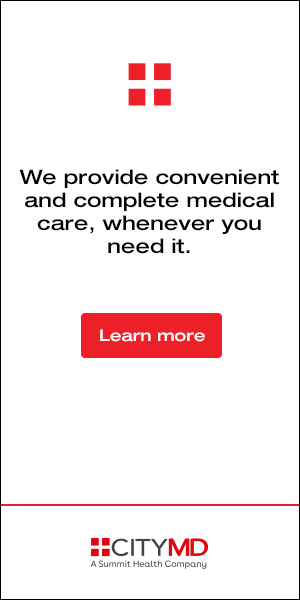 We provide convenient
and complete medical
care, whenever you
need it.
Learn more
CITYMD
A Summit Health Company